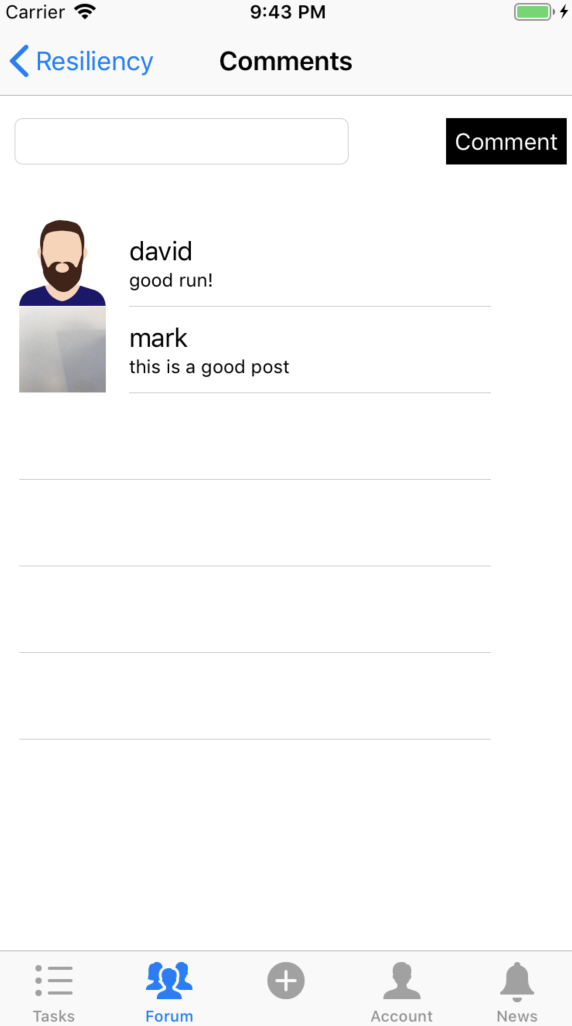 Carrier 9:43 PM
Resiliency Comments
Comment
david
good run!
mark
this is a good post
Tasks Forum Account News